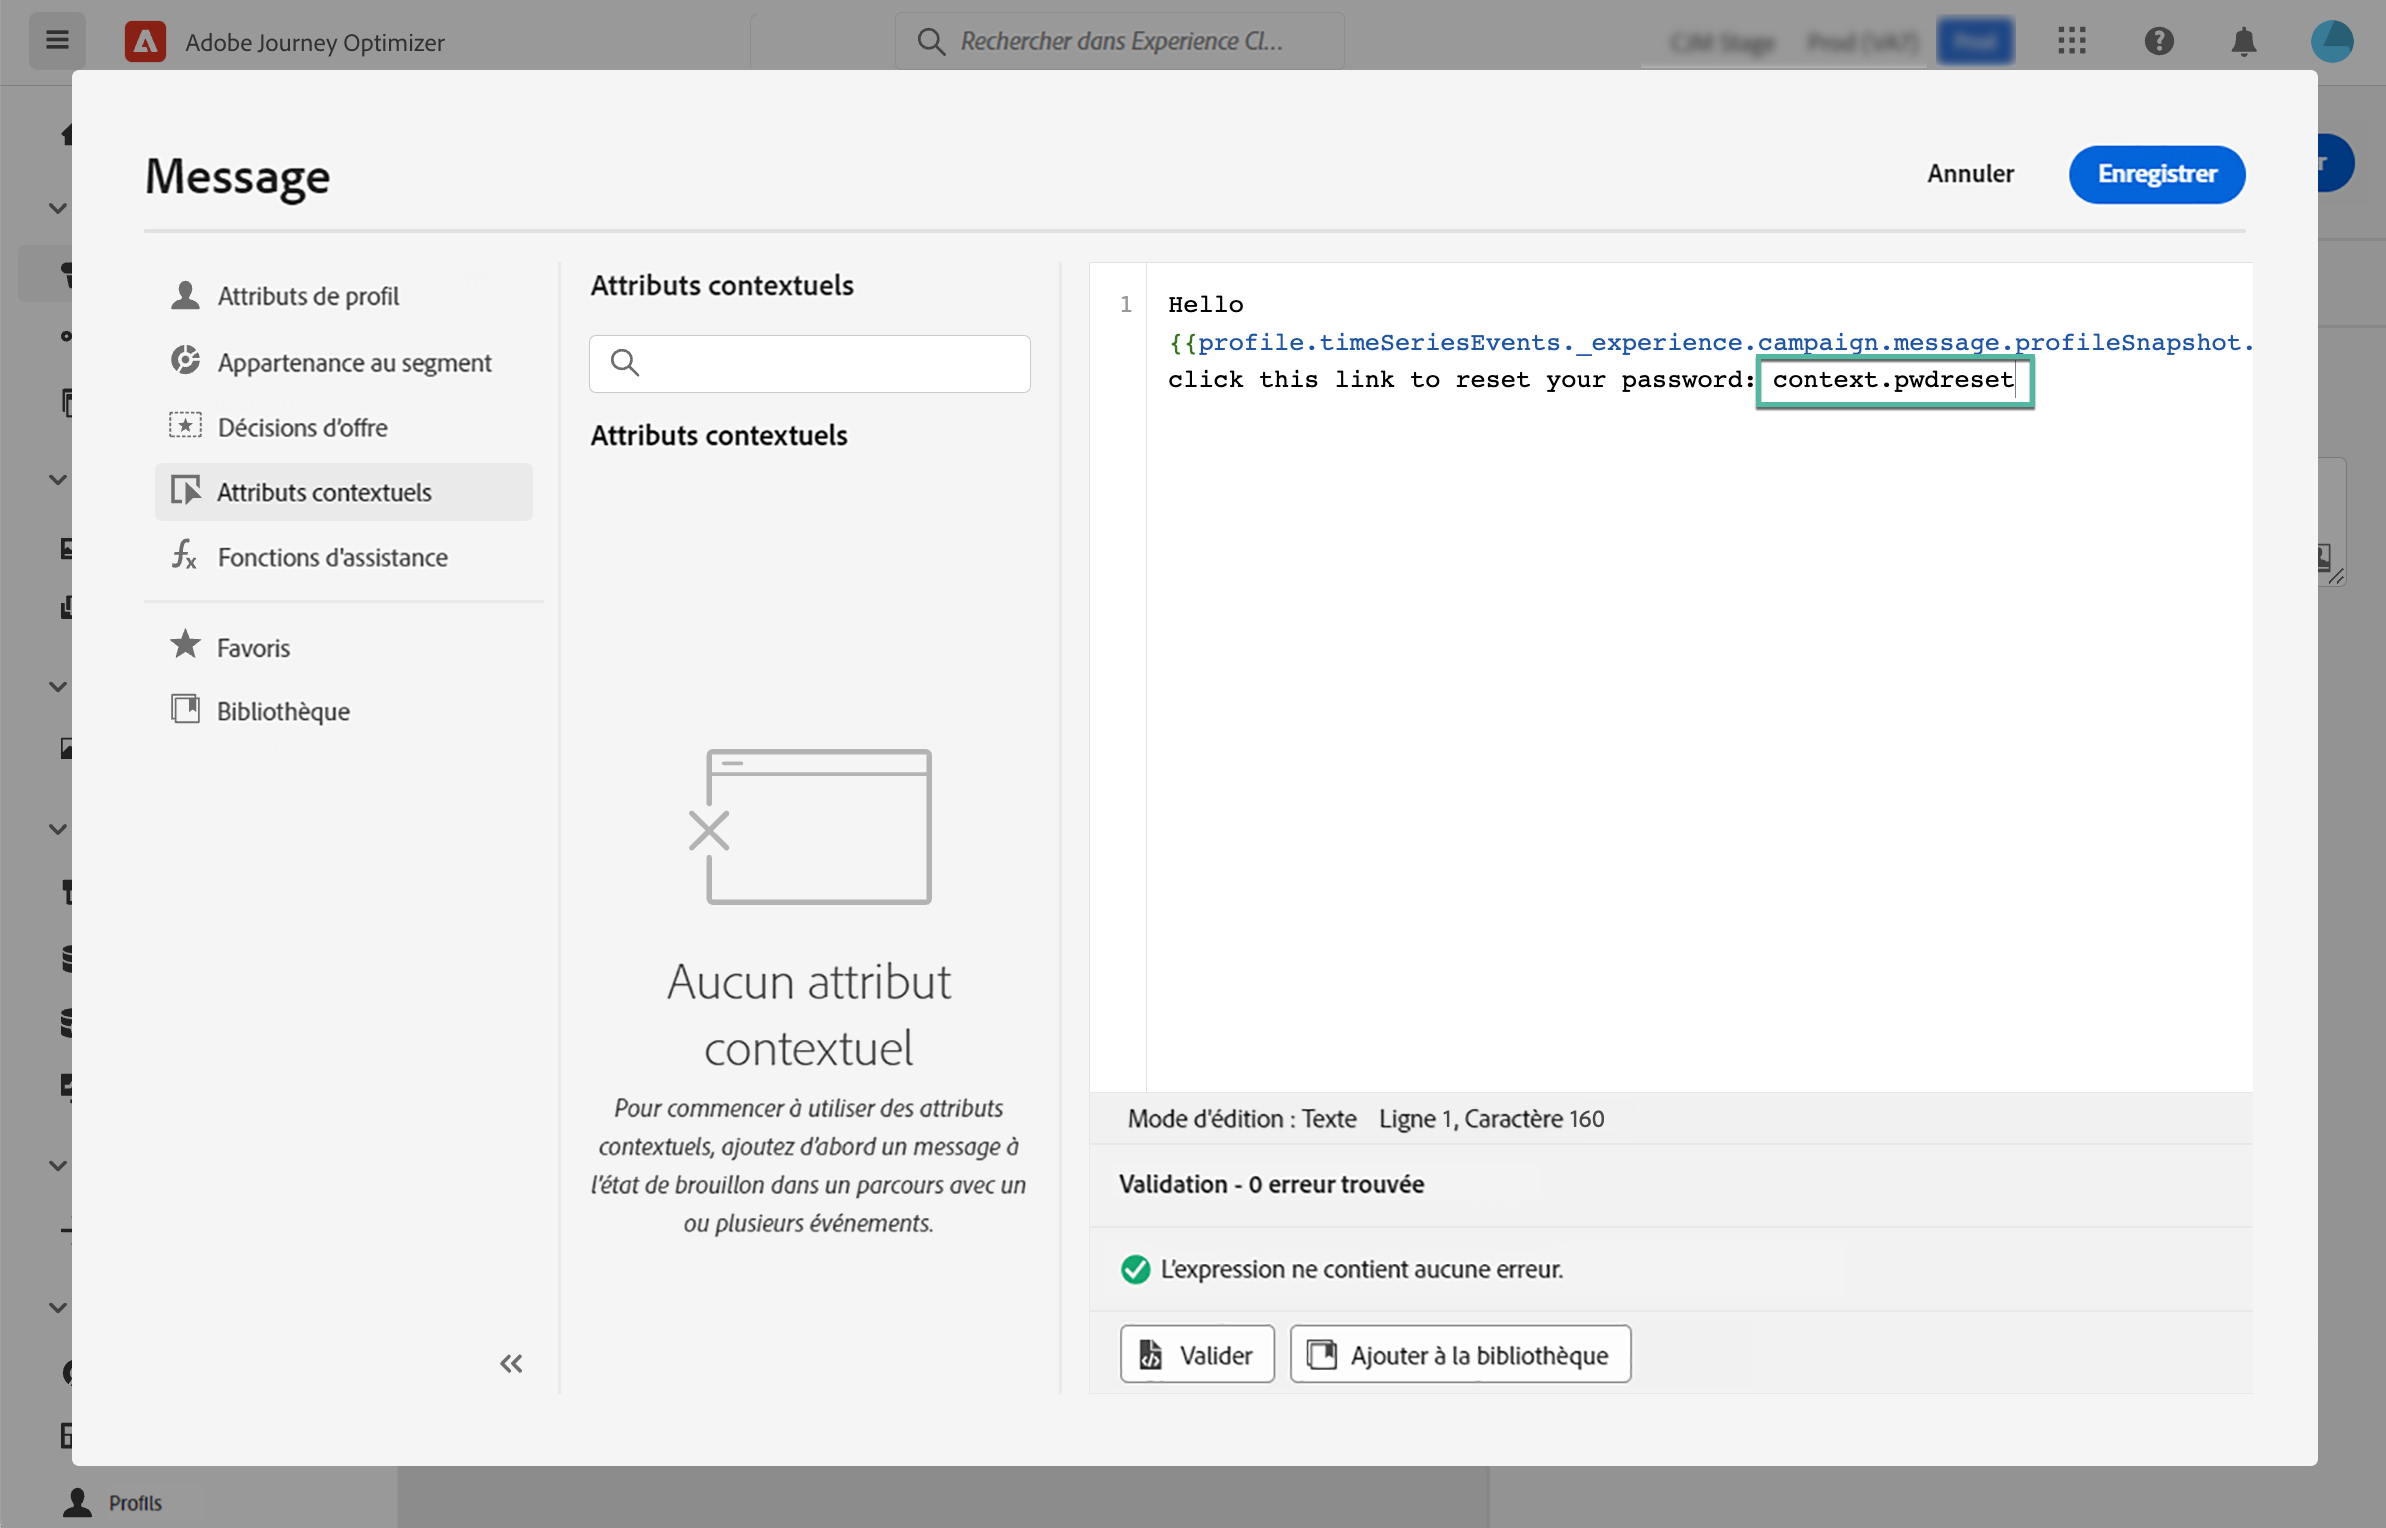 Adobe Journey Optimizer
Rechercher dans Experience Cl...
Message
Annuler
Enregistrer
r
Attributs de profil
Appartenance au segment
Décisions d'offre
Attributs contextuels
Fonctions d'assistance
Favoris
Bibliothèque
Attributs contextuels
Attributs contextuels
Aucun attribut
contextuel
Pour commencer à utiliser des attributs
contextuels, ajoutez d'abord un message à
l'état de brouillon dans un parcours avec un
ou plusieurs événements.
1
Hello
{{profile.timeSeriesEvents._experience.campaign.message.profileSnapshot.
click this link to reset your password: context.pwdreset
Mode d'édition : Texte Ligne 1, Caractère 160
Validation - 0 erreur trouvée
L'expression ne contient aucune erreur.
Valider
Ajouter à la bibliothèque
Profils